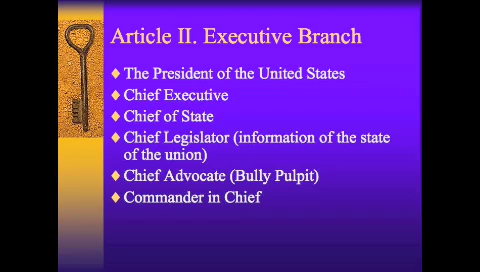 Article II. Executive Branch
The President of the United States
Chief Executive
Chief of State
Chief Legislator (information of the state
of the union)
Chief Advocate (Bully Pulpit)
Commander in Chief